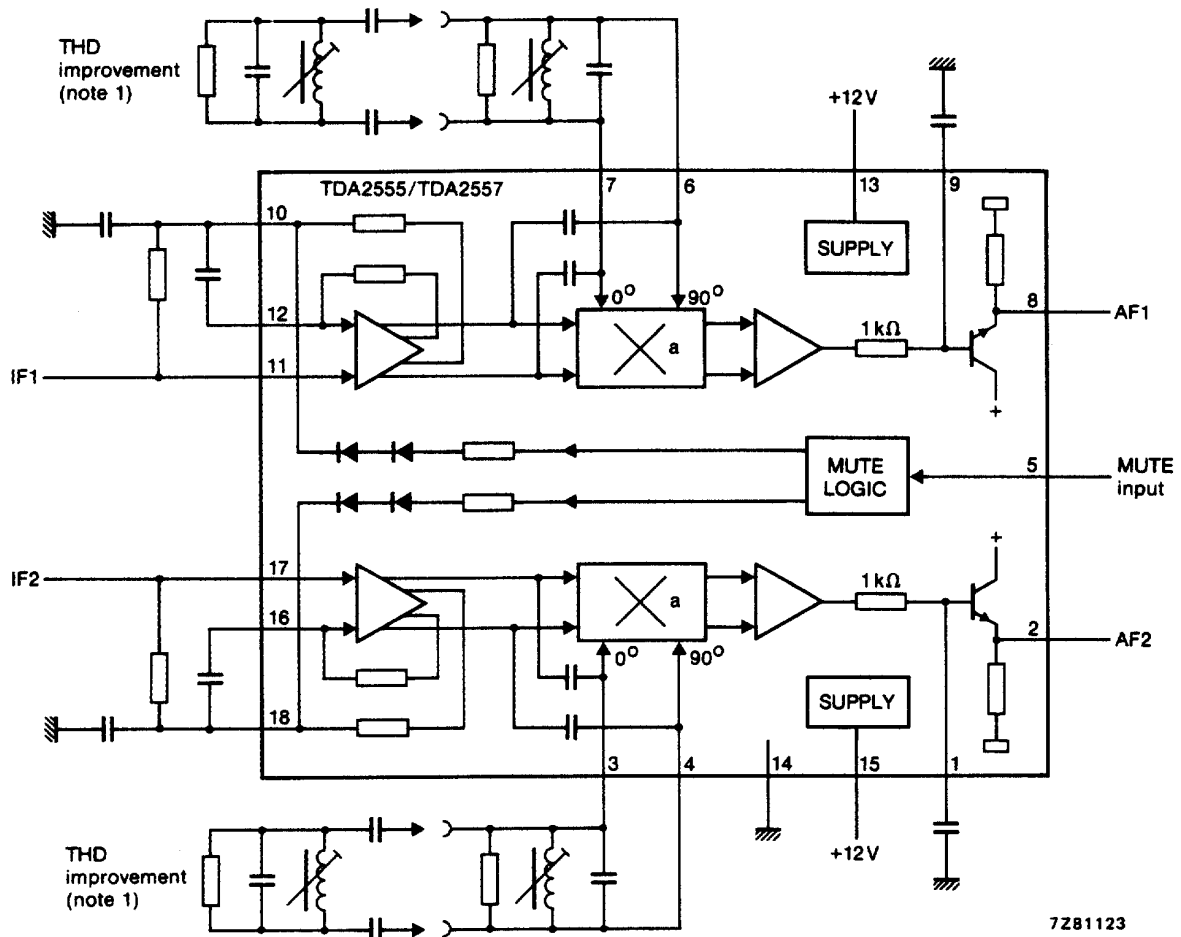 THD
improvement
(note 1)
+12V
TDA2555/TDA2557
7
6
13
9
10
SUPPLY
0°
90°
8
AF1
12
1 kΩ
a
11
IF1
MUTE
LOGIC
5
MUTE
input
IF2
17
a
1 kΩ
16
2
AF2
0°
90°
SUPPLY
18
3
4
14
15
1
THD
improvement
(note 1)
+12V
+
+
7Z81123